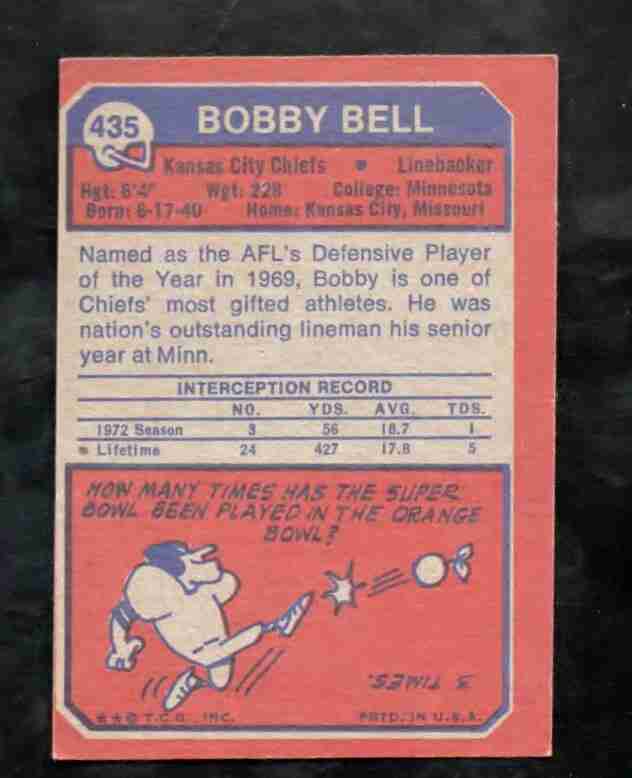 435
BOBBY BELL
Kansas City Chiefs • Linebacker
Hgt: 6'4" Wgt: 228 College: Minnesota
Born: 6-17-40 Home: Kansas City, Missouri
Named as the AFL's Defensive Player
of the Year in 1969, Bobby is one of
Chiefs' most gifted athletes. He was
nation's outstanding lineman his senior
year at Minn.
INTERCEPTION RECORD
NO. YDS. AVG. TDS.
1972 Season 3 56 18.7 1
Lifetime 24 427 17.8 5
HOW MANY TIMES HAS THE SUPER
BOWL BEEN PLAYED IN THE ORANGE
BOWL?
3 TIMES.
★★© T.C.G., INC. PRTD. IN U.S.A.